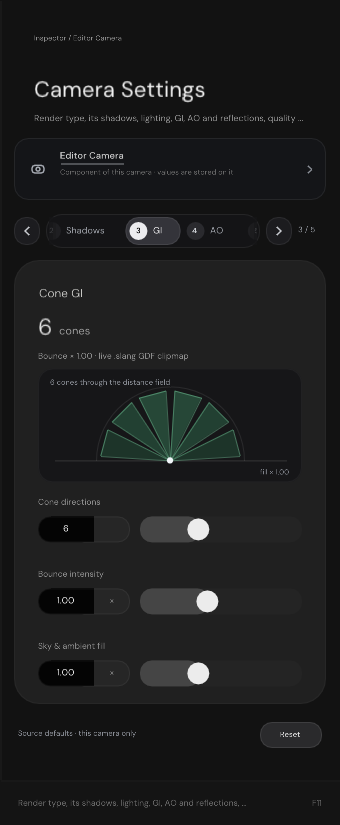 Inspector / Editor Camera
Camera Settings
Render type, its shadows, lighting, GI, AO and reflections, quality ...
Editor Camera
Component of this camera · values are stored on it
2 Shadows 3 GI 4 AO 3 / 5
Cone GI
6 cones
Bounce × 1.00 · live .slang GDF clipmap
6 cones through the distance field
fill × 1.00
Cone directions
6
Bounce intensity
1.00 ×
Sky & ambient fill
1.00 ×
Source defaults · this camera only
Reset
Render type, its shadows, lighting, GI, AO and reflections, ...
F11